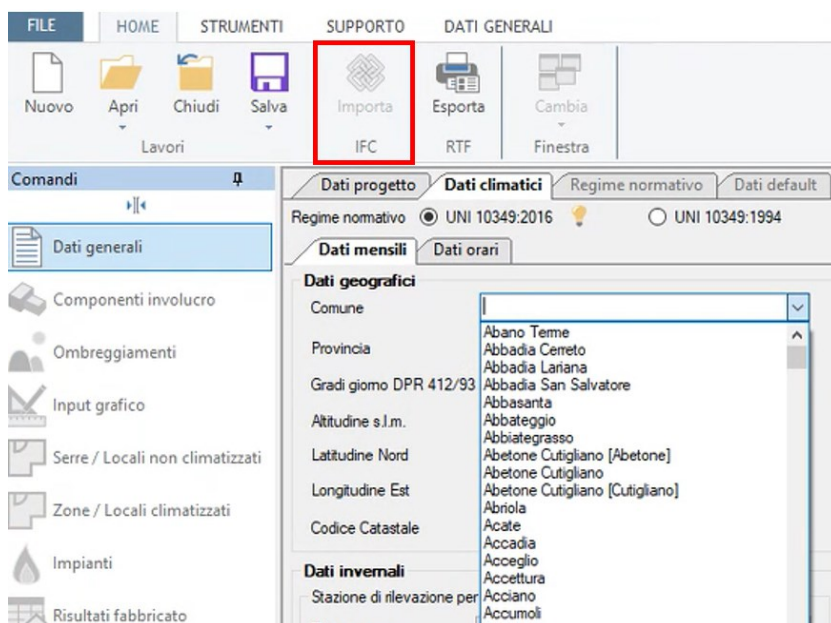 FILE HOME STRUMENTI SUPPORTO DATI GENERALI
Nuovo Apri Chiudi Salva Importa Esporta Cambia
Lavori IFC RTF Finestra
Comandi
Dati generali
Componenti involucro
Ombreggiamenti
Input grafico
Serre / Locali non climatizzati
Zone / Locali climatizzati
Impianti
Risultati fabbricato
Dati progetto Dati climatici Regime normativo Dati default
Regime normativo UNI 10349:2016 UNI 10349:1994
Dati mensili Dati orari
Dati geografici
Comune
Provincia
Gradi giorno DPR 412/93
Altitudine s.l.m.
Latitudine Nord
Longitudine Est
Codice Catastale
Dati invernali
Stazione di rilevazione per
Abano Terme
Abbadia Cerreto
Abbadia Lariana
Abbadia San Salvatore
Abbasanta
Abbateggio
Abbiategrasso
Abetone Cutigliano [Abetone]
Abetone Cutigliano
Abetone Cutigliano [Cutigliano]
Abriola
Acate
Accadia
Acceglio
Accettura
Acciano
Accumoli